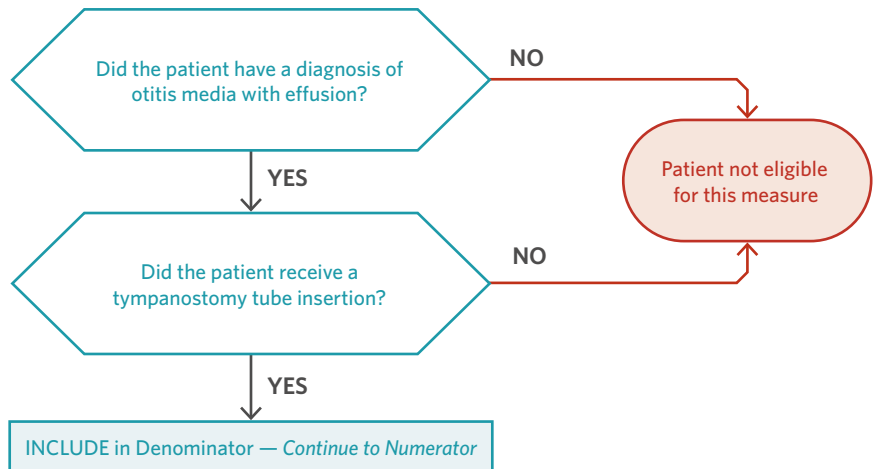 Did the patient have a diagnosis of
otitis media with effusion?
NO
Patient not eligible
for this measure
YES
Did the patient receive a
tympanostomy tube insertion?
NO
YES
INCLUDE in Denominator — Continue to Numerator